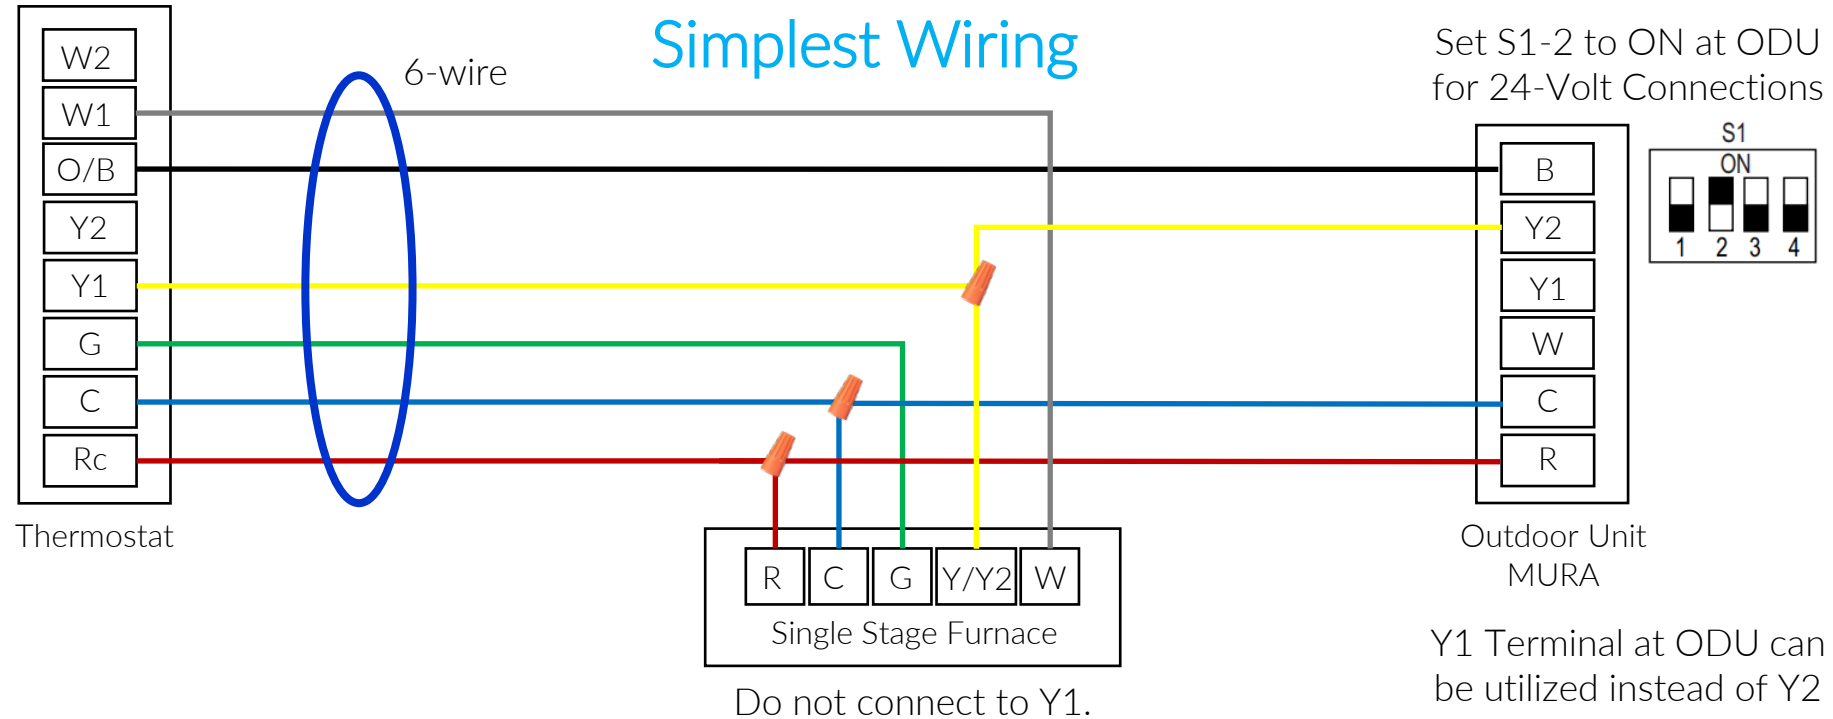 Simplest Wiring
6-wire
W2
W1
O/B
Y2
Y1
G
C
Rc
Thermostat
R
C
G
Y/Y2
W
Single Stage Furnace
Do not connect to Y1.
Set S1-2 to ON at ODU
for 24-Volt Connections
B
Y2
Y1
W
C
R
Outdoor Unit
MURA
S1
ON
1 2 3 4
Y1 Terminal at ODU can
be utilized instead of Y2